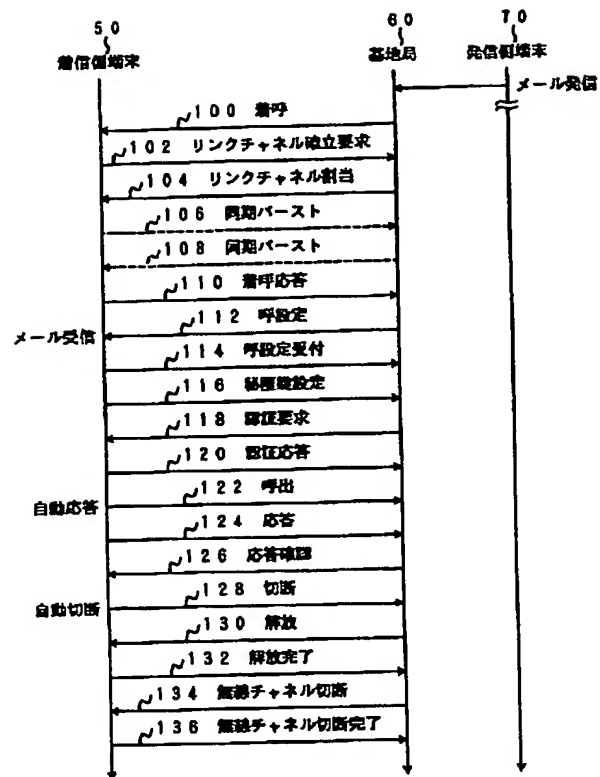 50
着信側端末
60
基地局
70
発信側端末
メール発信
100 着呼
102 リンクチャネル確立要求
104 リンクチャネル割当
106 同期バースト
108 同期バースト
110 着呼応答
112 呼設定
メール受信
114 呼設定受付
116 秘匿鍵設定
118 認証要求
120 認証応答
122 呼出
自動応答
124 応答
126 応答確認
128 切断
自動切断
130 解放
132 解放完了
134 無線チャネル切断
136 無線チャネル切断完了